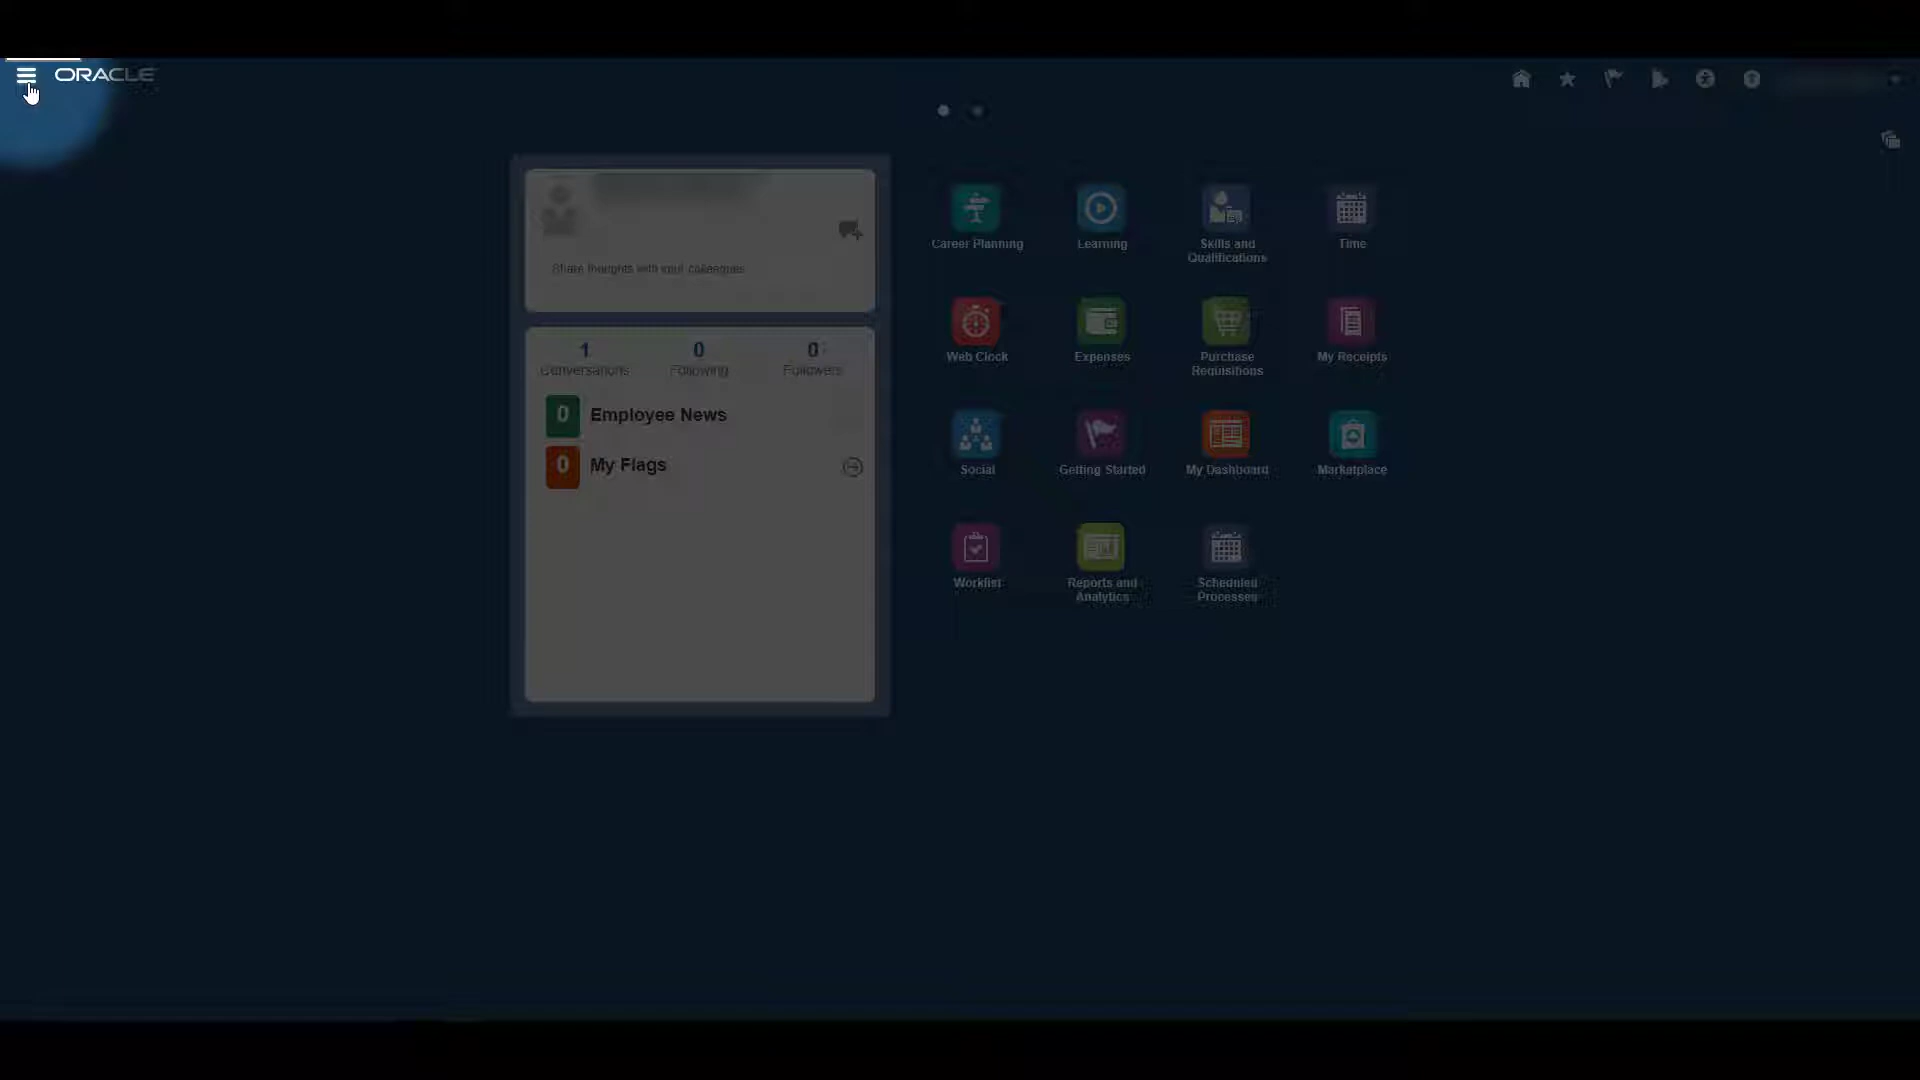 ORACLE
Share thoughts with your colleagues
1 0 0
Conversations Following Followers
0 Employee News
0 My Flags
Career Planning Learning Skills and Qualifications Time
Web Clock Expenses Purchase Requisitions My Receipts
Social Getting Started My Dashboard Marketplace
Worklist Reports and Analytics Scheduled Processes